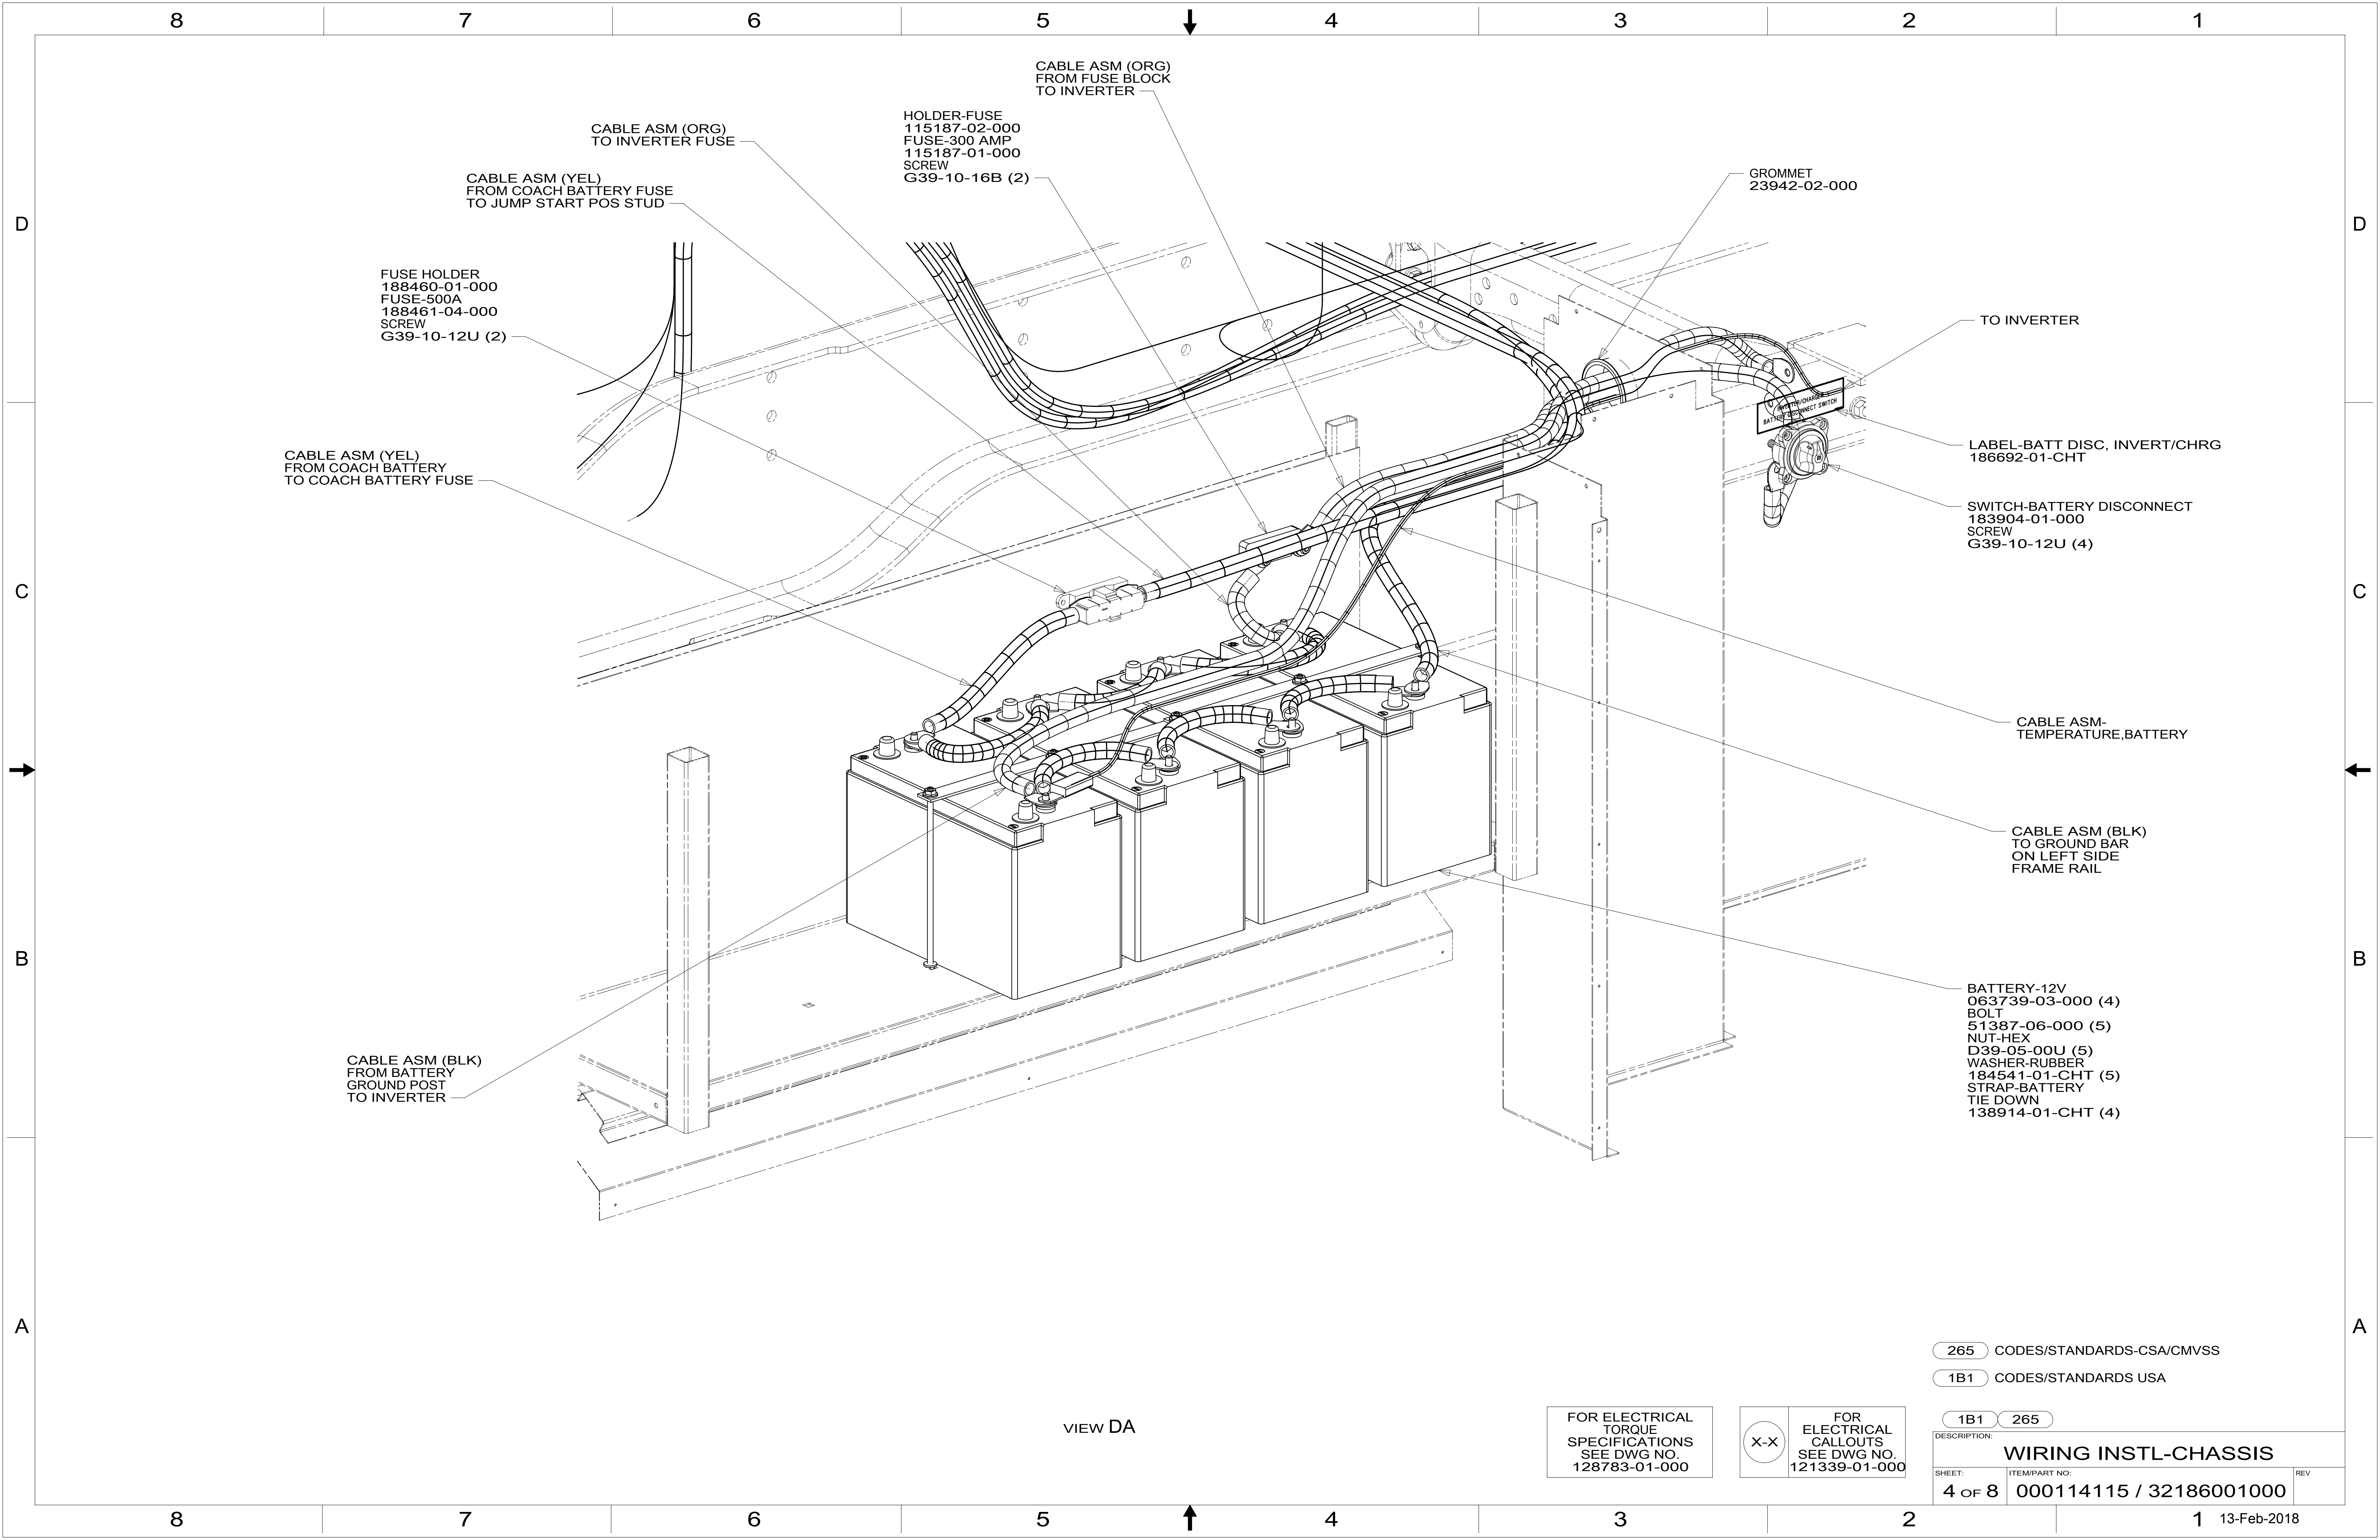 8 7 6 5 4 3 2 1
CABLE ASM (ORG)
FROM FUSE BLOCK
TO INVERTER
HOLDER-FUSE
115187-02-000
FUSE-300 AMP
115187-01-000
SCREW
G39-10-16B (2)
CABLE ASM (ORG)
TO INVERTER FUSE
CABLE ASM (YEL)
FROM COACH BATTERY FUSE
TO JUMP START POS STUD
GROMMET
23942-02-000
D D
FUSE HOLDER
188460-01-000
FUSE-500A
188461-04-000
SCREW
G39-10-12U (2)
TO INVERTER
INVERTER/CHARGER
BATTERY DISCONNECT SWITCH
CABLE ASM (YEL)
FROM COACH BATTERY
TO COACH BATTERY FUSE
LABEL-BATT DISC, INVERT/CHRG
186692-01-CHT
SWITCH-BATTERY DISCONNECT
183904-01-000
SCREW
G39-10-12U (4)
C C
CABLE ASM-
TEMPERATURE,BATTERY
CABLE ASM (BLK)
TO GROUND BAR
ON LEFT SIDE
FRAME RAIL
B B
BATTERY-12V
063739-03-000 (4)
BOLT
51387-06-000 (5)
NUT-HEX
D39-05-00U (5)
WASHER-RUBBER
184541-01-CHT (5)
STRAP-BATTERY
TIE DOWN
138914-01-CHT (4)
CABLE ASM (BLK)
FROM BATTERY
GROUND POST
TO INVERTER
A A
265 CODES/STANDARDS-CSA/CMVSS
1B1 CODES/STANDARDS USA
VIEW DA
FOR ELECTRICAL
TORQUE
SPECIFICATIONS
SEE DWG NO.
128783-01-000
X-X
FOR
ELECTRICAL
CALLOUTS
SEE DWG NO.
121339-01-000
1B1 265
DESCRIPTION:
WIRING INSTL-CHASSIS
SHEET: ITEM/PART NO: REV
4 OF 8 000114115 / 32186001000
8 7 6 5 4 3 2 1
13-Feb-2018